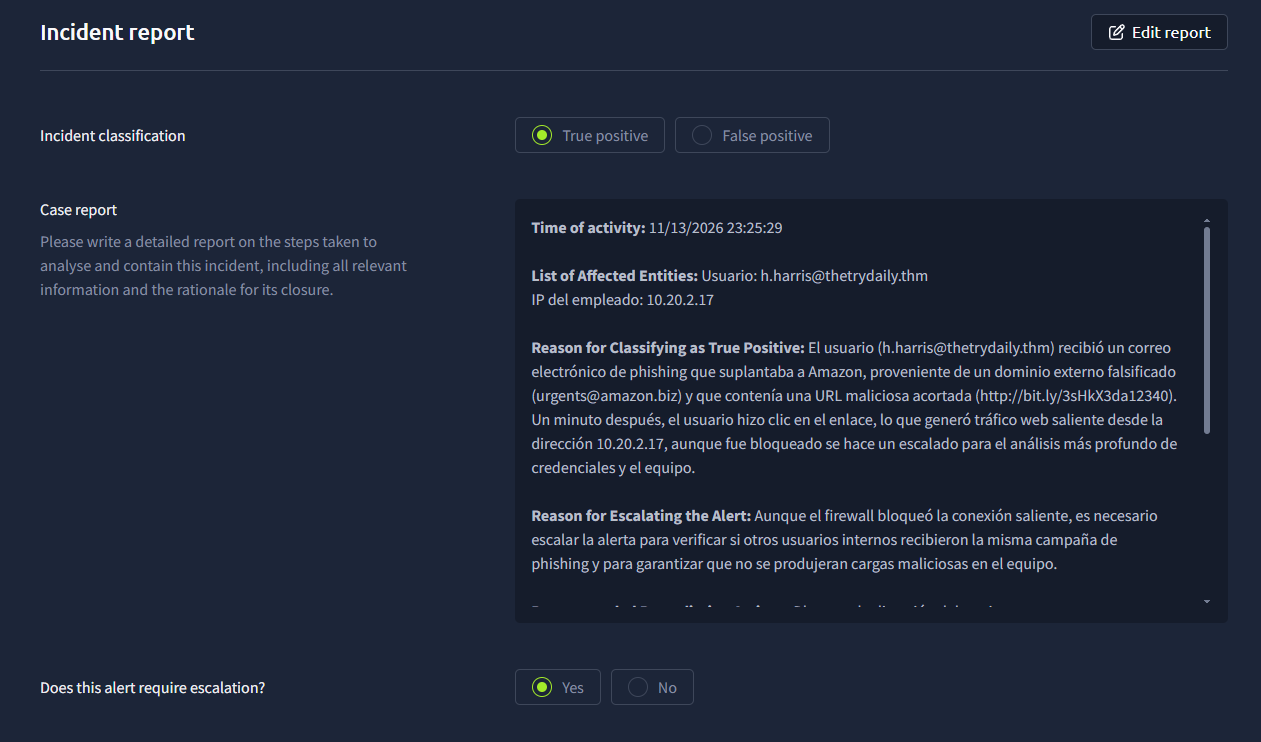 Incident report
Edit report
Incident classification
True positive
False positive
Case report
Please write a detailed report on the steps taken to
analyse and contain this incident, including all relevant
information and the rationale for its closure.
Time of activity: 11/13/2026 23:25:29
List of Affected Entities: Usuario: h.harris@thetrydaily.thm
IP del empleado: 10.20.2.17
Reason for Classifying as True Positive: El usuario (h.harris@thetrydaily.thm) recibió un correo
electrónico de phishing que suplantaba a Amazon, proveniente de un dominio externo falsificado
(urgents@amazon.biz) y que contenía una URL maliciosa acortada (http://bit.ly/3sHkX3da12340).
Un minuto después, el usuario hizo clic en el enlace, lo que generó tráfico web saliente desde la
dirección 10.20.2.17, aunque fue bloqueado se hace un escalado para el análisis más profundo de
credenciales y el equipo.
Reason for Escalating the Alert: Aunque el firewall bloqueó la conexión saliente, es necesario
escalar la alerta para verificar si otros usuarios internos recibieron la misma campaña de
phishing y para garantizar que no se produjeran cargas maliciosas en el equipo.
Does this alert require escalation?
Yes
No